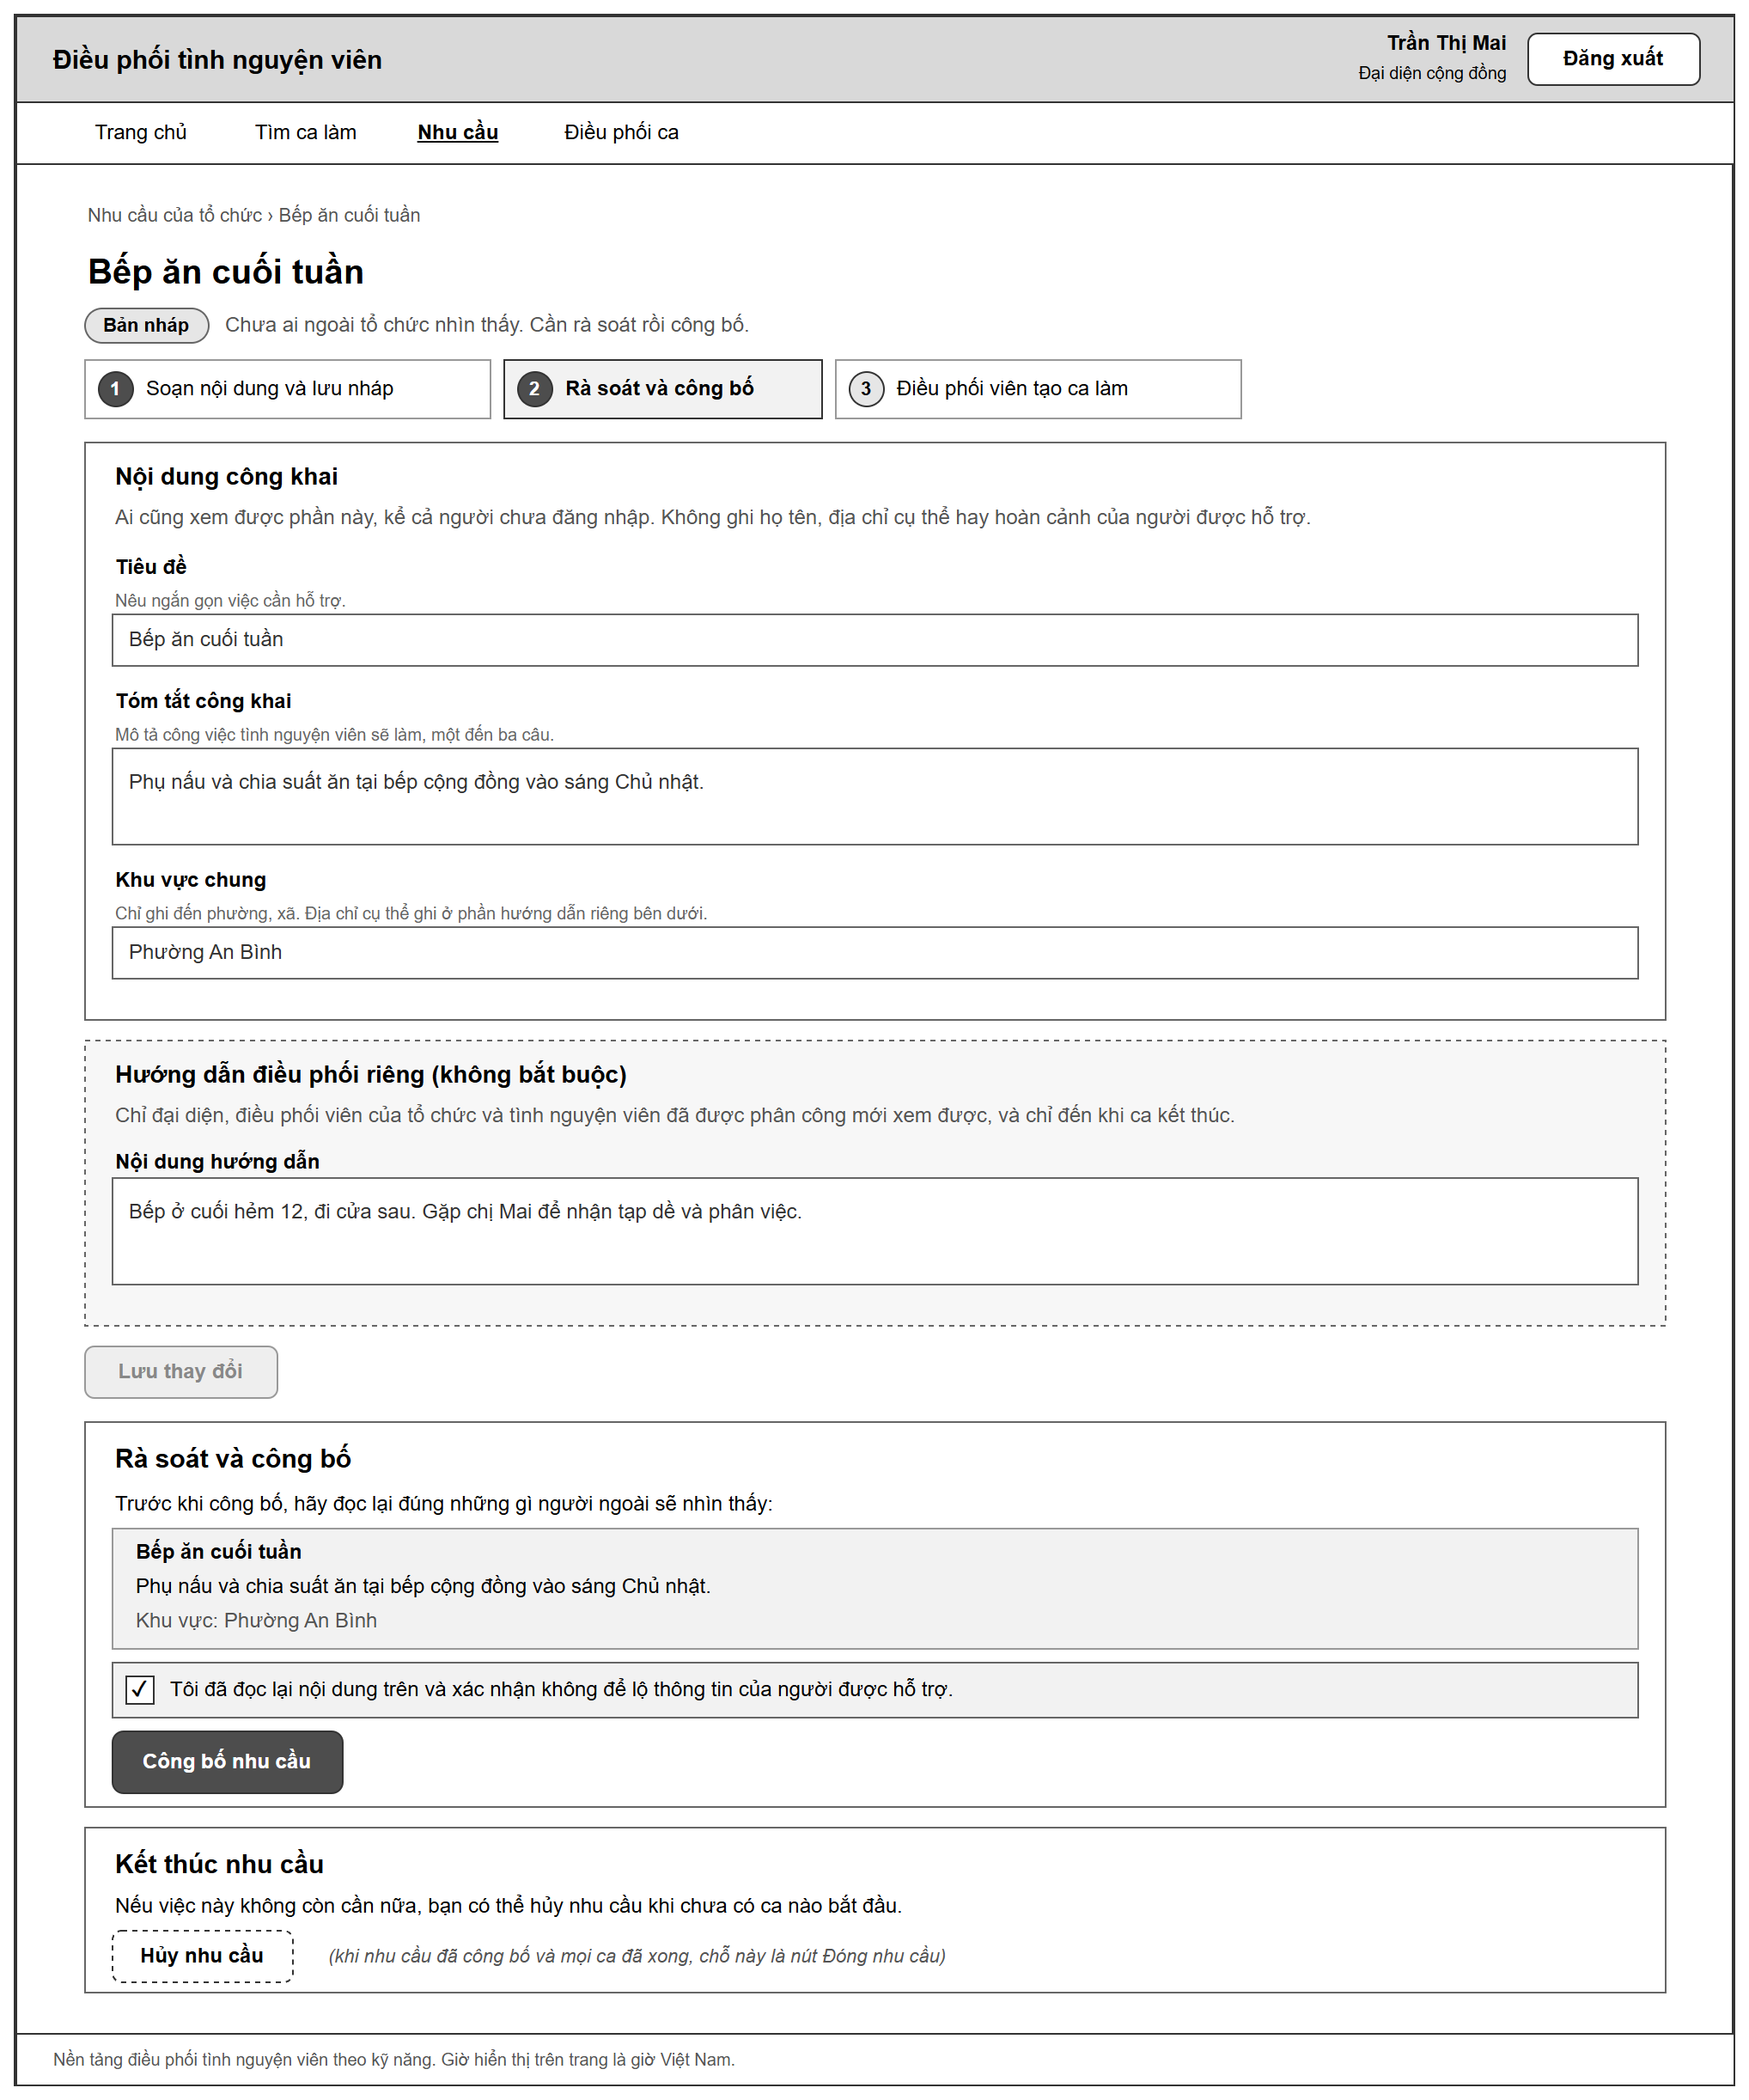 Điều phối tình nguyện viên
Trần Thị Mai
Đại diện cộng đồng
Đăng xuất
Trang chủ
Tìm ca làm
Nhu cầu
Điều phối ca
Nhu cầu của tổ chức › Bếp ăn cuối tuần
Bếp ăn cuối tuần
Bản nháp
Chưa ai ngoài tổ chức nhìn thấy. Cần rà soát rồi công bố.
1 Soạn nội dung và lưu nháp
2 Rà soát và công bố
3 Điều phối viên tạo ca làm
Nội dung công khai
Ai cũng xem được phần này, kể cả người chưa đăng nhập. Không ghi họ tên, địa chỉ cụ thể hay hoàn cảnh của người được hỗ trợ.
Tiêu đề
Nêu ngắn gọn việc cần hỗ trợ.
Bếp ăn cuối tuần
Tóm tắt công khai
Mô tả công việc tình nguyện viên sẽ làm, một đến ba câu.
Phụ nấu và chia suất ăn tại bếp cộng đồng vào sáng Chủ nhật.
Khu vực chung
Chỉ ghi đến phường, xã. Địa chỉ cụ thể ghi ở phần hướng dẫn riêng bên dưới.
Phường An Bình
Hướng dẫn điều phối riêng (không bắt buộc)
Chỉ đại diện, điều phối viên của tổ chức và tình nguyện viên đã được phân công mới xem được, và chỉ đến khi ca kết thúc.
Nội dung hướng dẫn
Bếp ở cuối hẻm 12, đi cửa sau. Gặp chị Mai để nhận tạp dề và phân việc.
Lưu thay đổi
Rà soát và công bố
Trước khi công bố, hãy đọc lại đúng những gì người ngoài sẽ nhìn thấy:
Bếp ăn cuối tuần
Phụ nấu và chia suất ăn tại bếp cộng đồng vào sáng Chủ nhật.
Khu vực: Phường An Bình
✓ Tôi đã đọc lại nội dung trên và xác nhận không để lộ thông tin của người được hỗ trợ.
Công bố nhu cầu
Kết thúc nhu cầu
Nếu việc này không còn cần nữa, bạn có thể hủy nhu cầu khi chưa có ca nào bắt đầu.
Hủy nhu cầu
(khi nhu cầu đã công bố và mọi ca đã xong, chỗ này là nút Đóng nhu cầu)
Nền tảng điều phối tình nguyện viên theo kỹ năng. Giờ hiển thị trên trang là giờ Việt Nam.